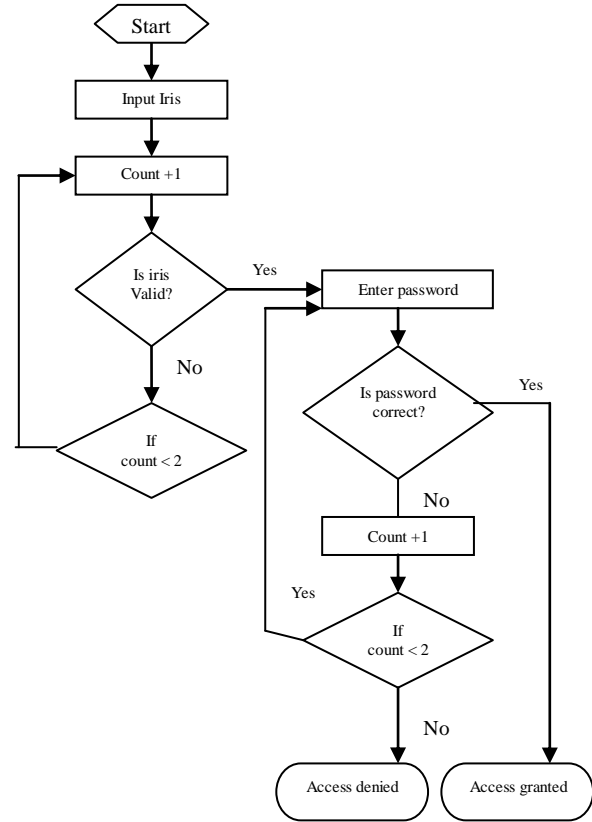 Start
Input Iris
Count +1
Is iris
Valid?
Yes
Enter password
No
Is password
correct?
Yes
If
count < 2
No
Count +1
Yes
If
count < 2
No
Access denied
Access granted